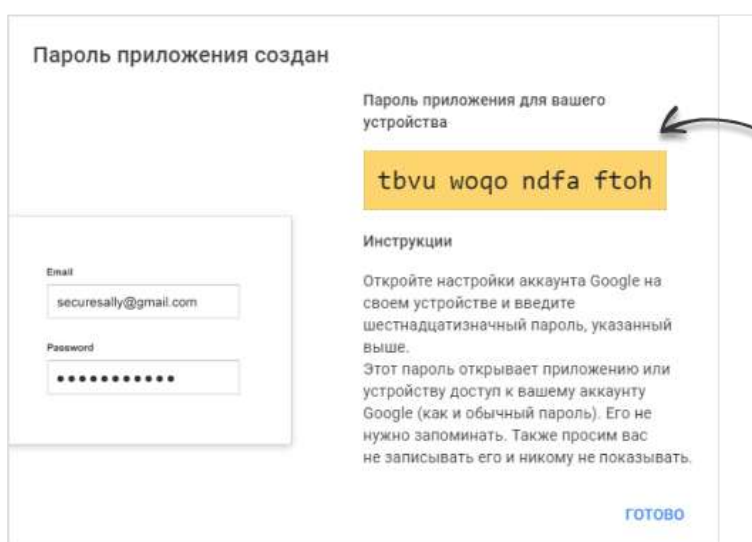 Пароль приложения создан
Пароль приложения для вашего
устройства
tbvu woqo ndfa ftoh
Email
securesally@gmail.com
Password
•••••••••••
Инструкции
Откройте настройки аккаунта Google на
своем устройстве и введите
шестнадцатизначный пароль, указанный
выше.
Этот пароль открывает приложению или
устройству доступ к вашему аккаунту
Google (как и обычный пароль). Его не
нужно запоминать. Также просим вас
не записывать его и никому не показывать.
ГОТОВО